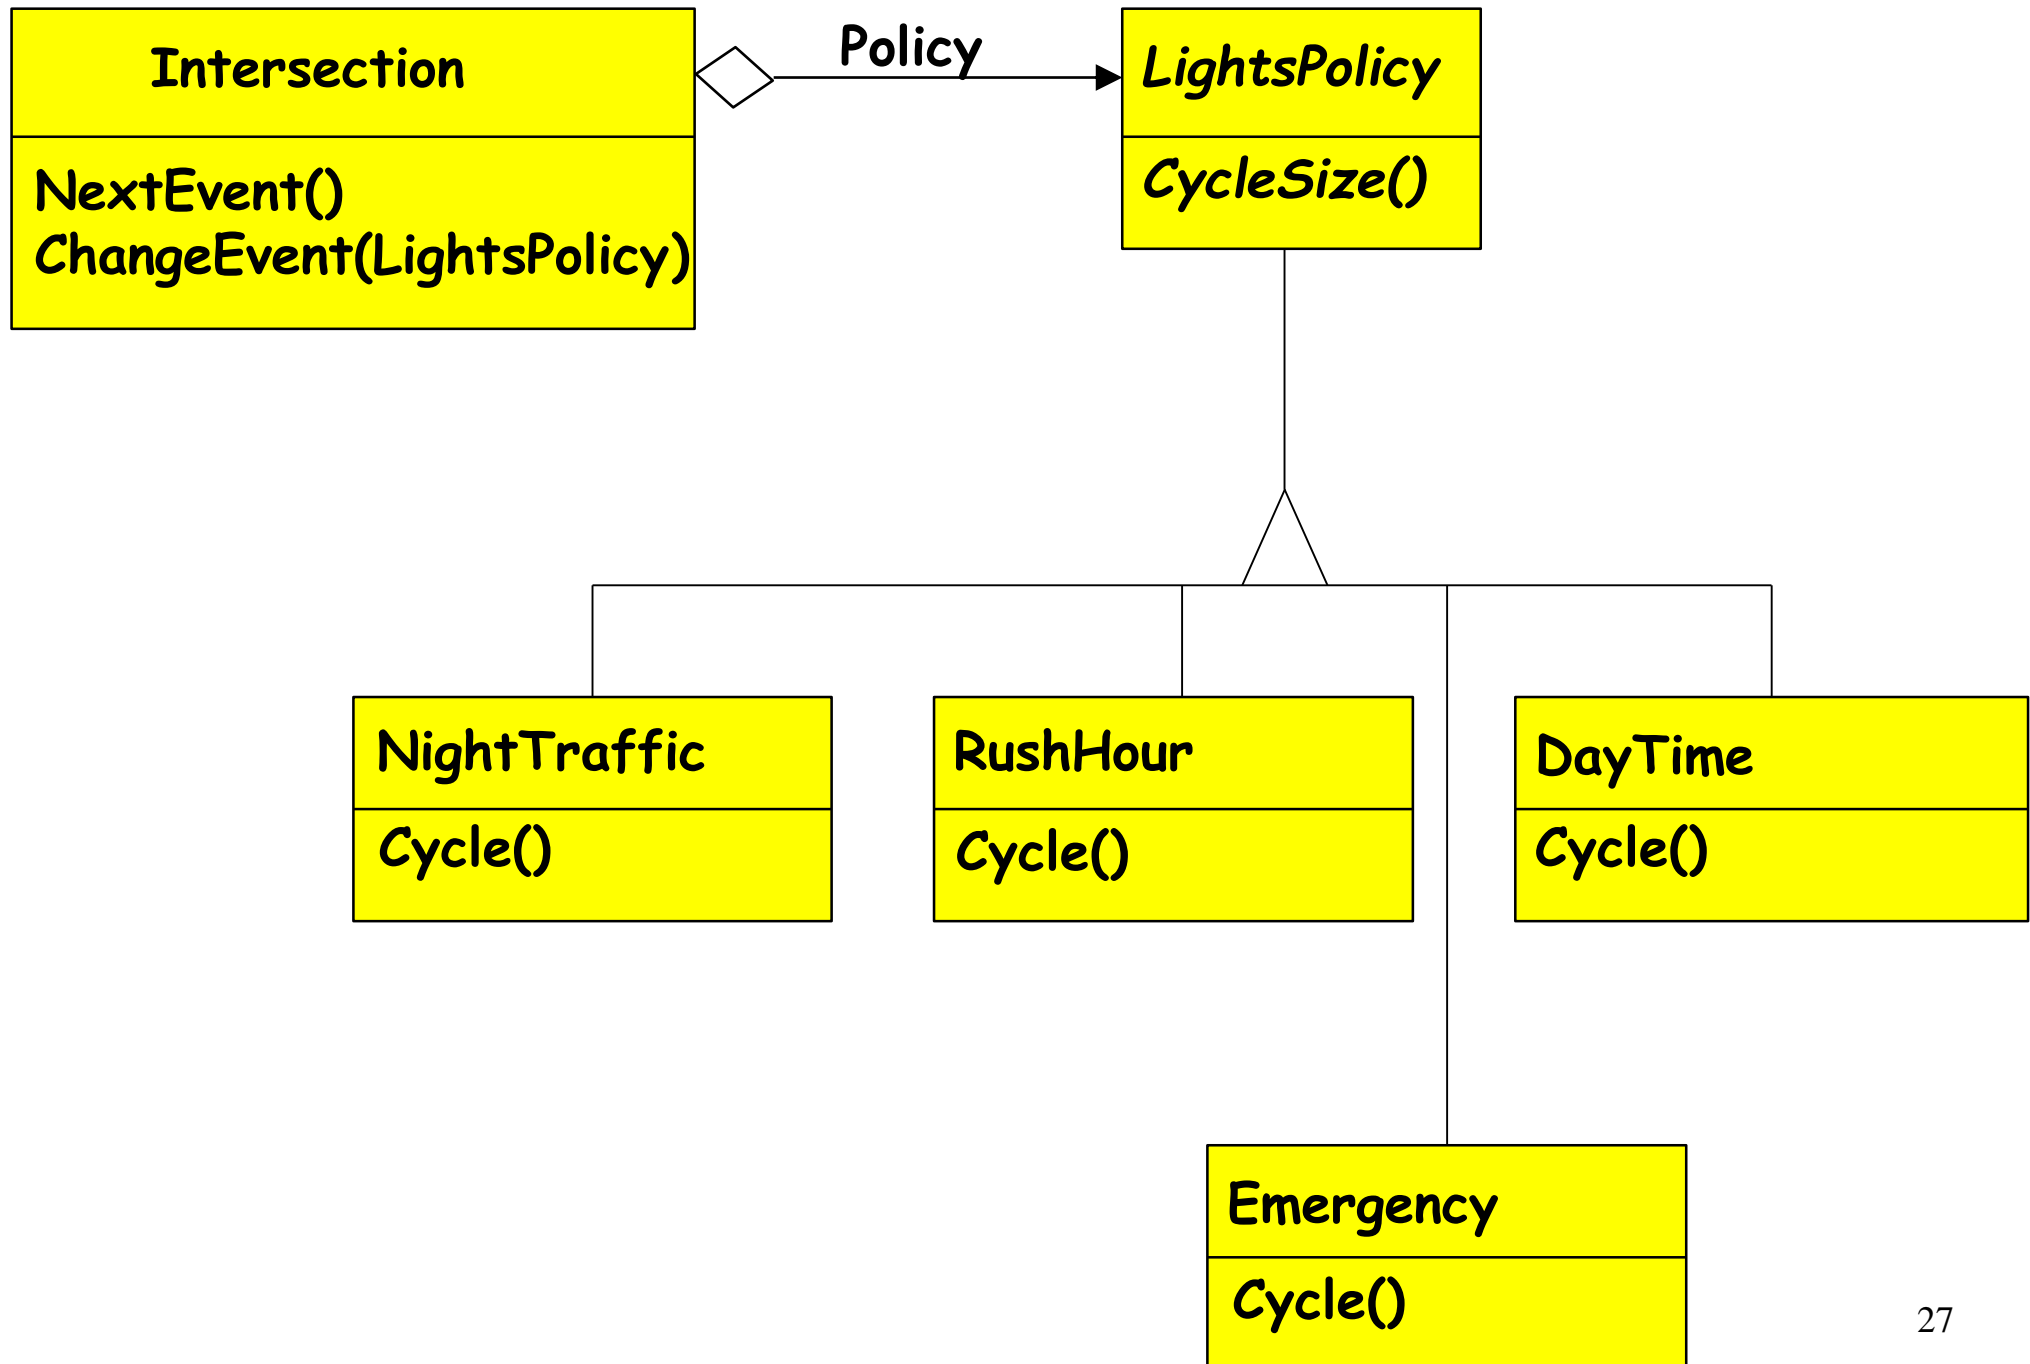 Intersection
NextEvent()
ChangeEvent(LightsPolicy)
Policy
LightsPolicy
CycleSize()
NightTraffic
Cycle()
RushHour
Cycle()
DayTime
Cycle()
Emergency
Cycle()
27